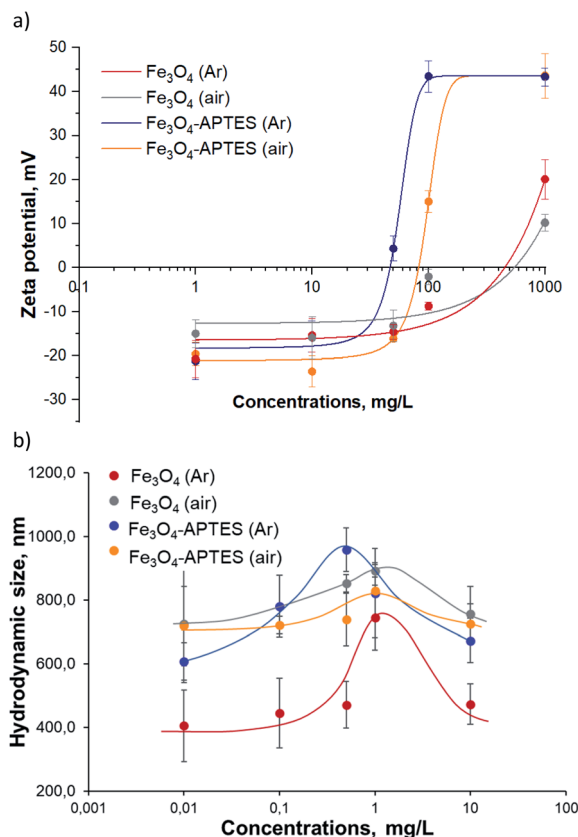 a)
50
40
30
20
10
0
-10
-20
-30
Zeta potential, mV
Fe₃O₄ (Ar)
Fe₃O₄ (air)
Fe₃O₄-APTES (Ar)
Fe₃O₄-APTES (air)
0.1 1 10 100 1000
Concentrations, mg/L
b)
1200,0
1000,0
800,0
600,0
400,0
200,0
Hydrodynamic size, nm
Fe₃O₄ (Ar)
Fe₃O₄ (air)
Fe₃O₄-APTES (Ar)
Fe₃O₄-APTES (air)
0,001 0,01 0,1 1 10 100
Concentrations, mg/L